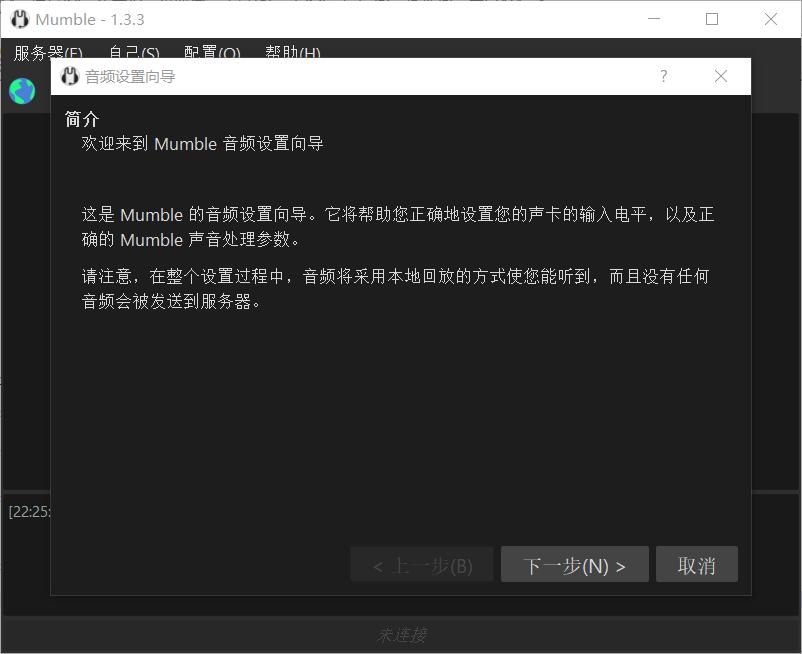 Mumble - 1.3.3
服务器(F) 自己(S) 配置(O) 帮助(H)
音频设置向导
简介
欢迎来到 Mumble 音频设置向导
这是 Mumble 的音频设置向导。它将帮助您正确地设置您的声卡的输入电平，以及正
确的 Mumble 声音处理参数。
请注意，在整个设置过程中，音频将采用本地回放的方式使您能听到，而且没有任何
音频会被发送到服务器。
[22:25:
< 上一步(B) 下一步(N) > 取消
未连接